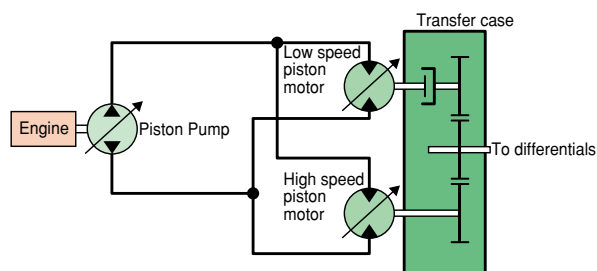 Transfer case
Low speed
piston
motor
Engine
Piston Pump
To differentials
High speed
piston
motor